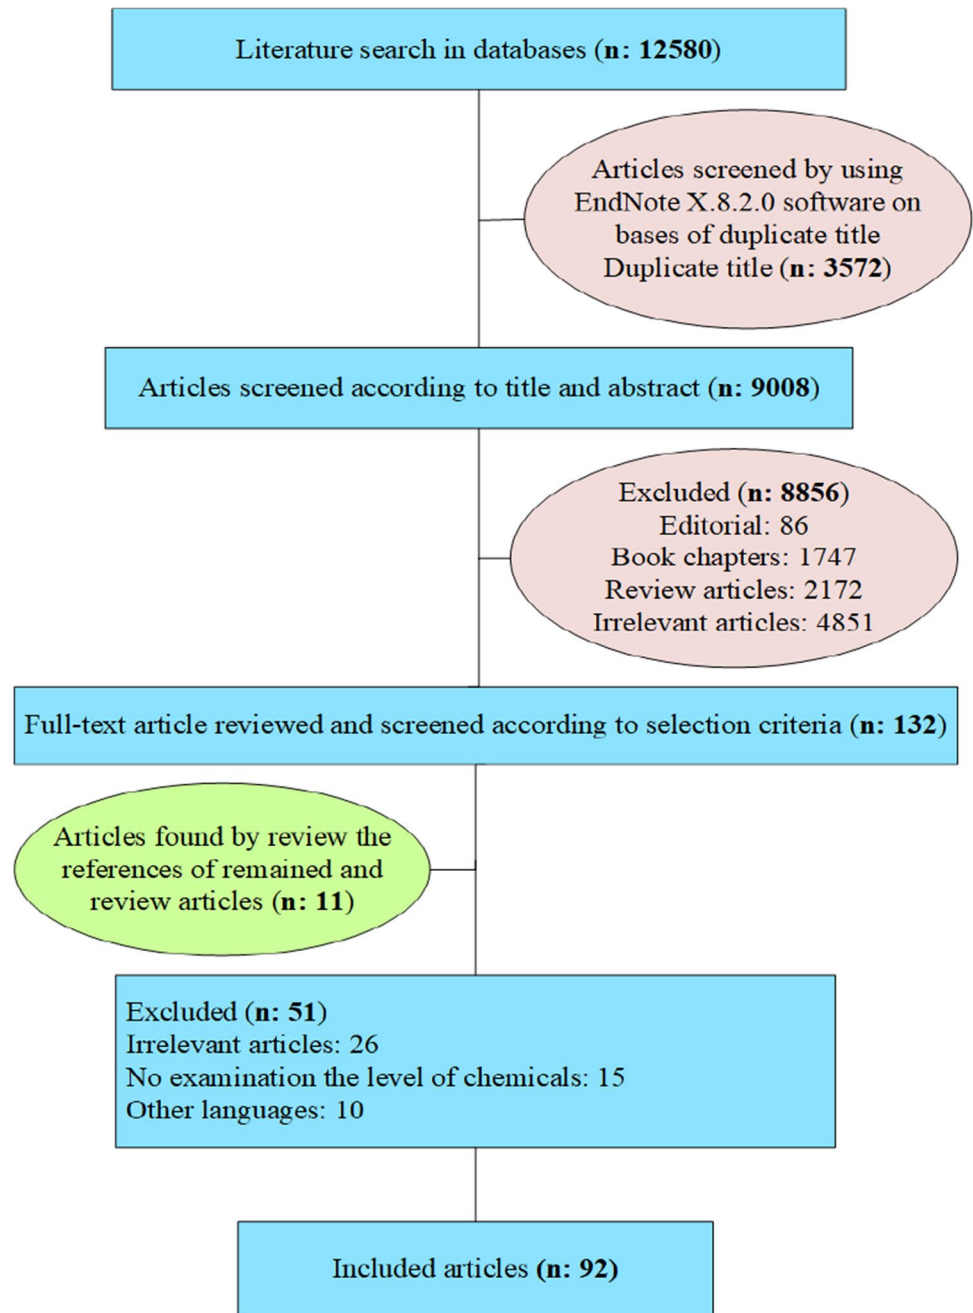 Literature search in databases (n: 12580)
Articles screened by using
EndNote X.8.2.0 software on
bases of duplicate title
Duplicate title (n: 3572)
Articles screened according to title and abstract (n: 9008)
Excluded (n: 8856)
Editorial: 86
Book chapters: 1747
Review articles: 2172
Irrelevant articles: 4851
Full-text article reviewed and screened according to selection criteria (n: 132)
Articles found by review the
references of remained and
review articles (n: 11)
Excluded (n: 51)
Irrelevant articles: 26
No examination the level of chemicals: 15
Other languages: 10
Included articles (n: 92)